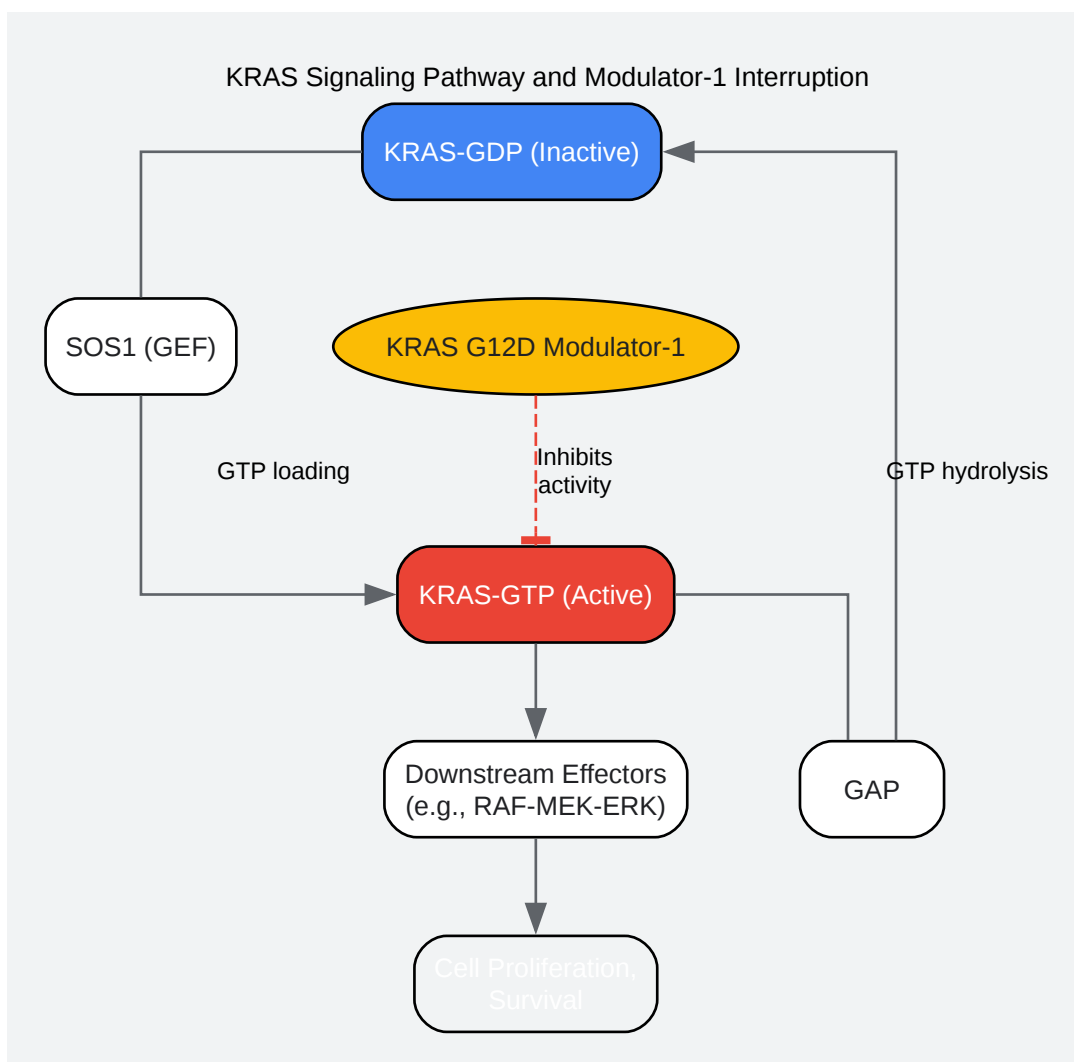 KRAS Signaling Pathway and Modulator-1 Interruption
KRAS-GDP (Inactive)
SOS1 (GEF)
KRAS G12D Modulator-1
GTP loading
Inhibits
activity
GTP hydrolysis
KRAS-GTP (Active)
Downstream Effectors
(e.g., RAF-MEK-ERK)
GAP
Cell Proliferation,
Survival